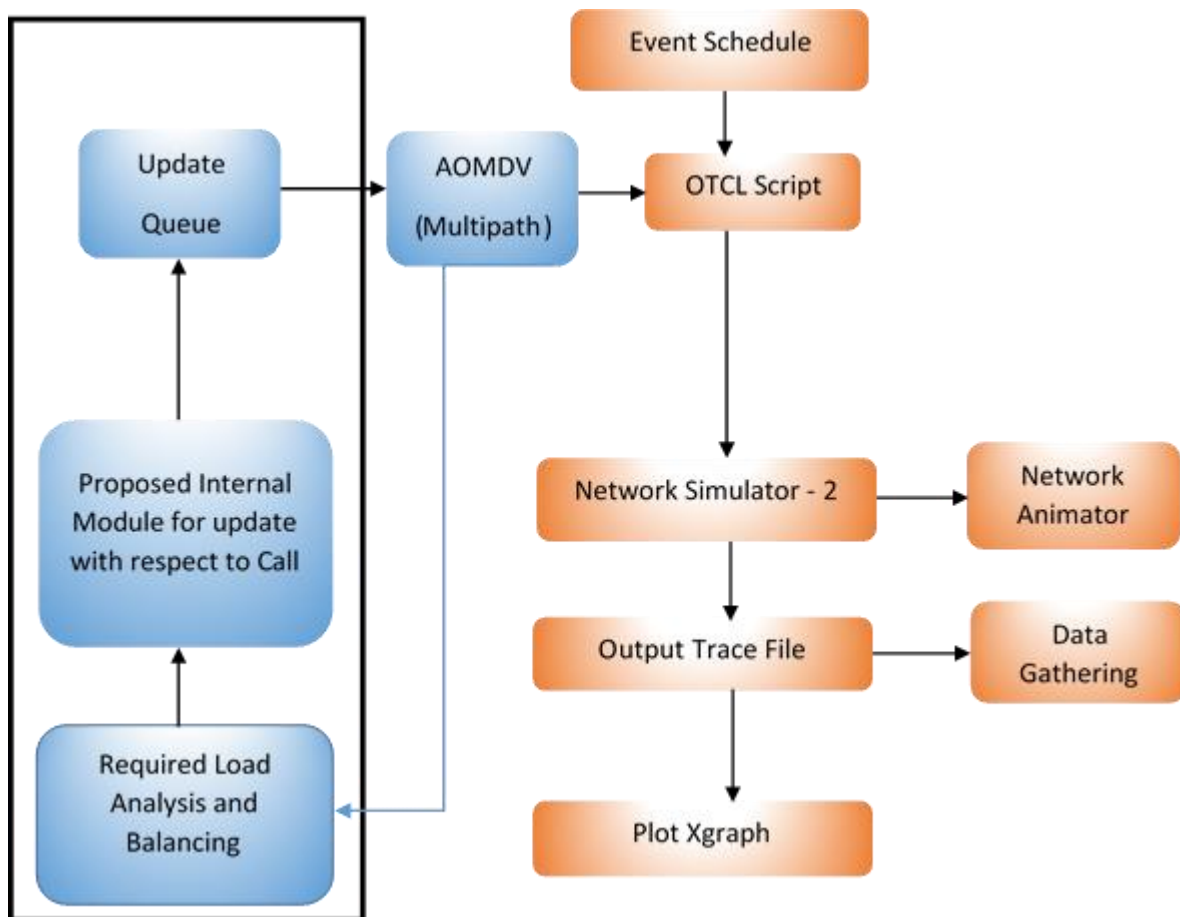 Event Schedule
Update
Queue
AOMDV
(Multipath)
OTCL Script
Proposed Internal
Module for update
with respect to Call
Network Simulator - 2
Network
Animator
Output Trace File
Data
Gathering
Required Load
Analysis and
Balancing
Plot Xgraph